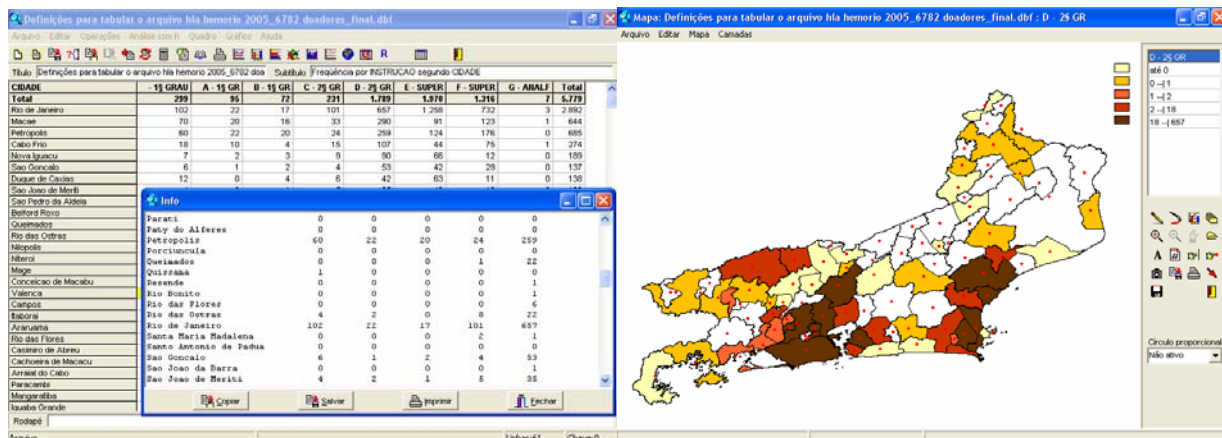 Definições para tabular o arquivo hla hemorio 2005_6782 doadores_final.dbf
Arquivo Editar Operações Análise com R Quadro Gráfico Ajuda
Título Definições para tabular o arquivo hla hemorio 2005_6782 doa Subtítulo Freqüência por INSTRUCAO segundo CIDADE
CIDADE - 1§ GRAU A - 1§ GR B - 1§ GR C - 2§ GR D - 2§ GR E - SUPER F - SUPER G - ANALF Total
Total 299 95 72 231 1.789 1.970 1.316 7 5.779
Rio de Janeiro 102 22 17 101 657 1.258 732 3 2.892
Macae 70 20 16 33 290 91 123 1 644
Petropolis 60 22 20 24 259 124 176 0 685
Cabo Frio 18 10 4 15 107 44 75 1 274
Nova Iguacu 7 2 3 9 90 66 12 0 189
Sao Goncalo 6 1 2 4 53 42 29 0 137
Duque de Caxias 12 0 4 6 42 63 11 0 138
Sao Joao de Meriti
Sao Pedro da Aldeia
Belford Roxo
Queimados
Rio das Ostras
Nilopolis
Niteroi
Mage
Conceicao de Macabu
Valenca
Campos
Itaborai
Araruama
Rio das Flores
Casimiro de Abreu
Cachoeira de Macacu
Arraial do Cabo
Paracambi
Mangaratiba
Iguaba Grande
Rodapé
Info
Parati 0 0 0 0 0
Paty do Alferes 0 0 0 0 0
Petropolis 60 22 20 24 259
Porciuncula 0 0 0 0 0
Queimados 0 0 0 1 22
Quissama 1 0 0 0 0
Resende 0 0 0 0 1
Rio Bonito 0 0 0 0 1
Rio das Flores 0 0 0 0 6
Rio das Ostras 4 2 0 8 22
Rio de Janeiro 102 22 17 101 657
Santa Maria Madalena 0 0 0 2 1
Santo Antonio de Padua 0 0 0 0 0
Sao Goncalo 6 1 2 4 53
Sao Joao da Barra 0 0 0 0 1
Sao Joao de Meriti 4 2 1 5 35
Copiar Salvar Imprimir Fechar
Mapa: Definições para tabular o arquivo hla hemorio 2005_6782 doadores_final.dbf : D - 2§ GR
Arquivo Editar Mapa Camadas
D - 2§ GR
até 0
0 --| 1
1 --| 2
2 --| 18
18 --| 657
Círculo proporcional
Não ativo